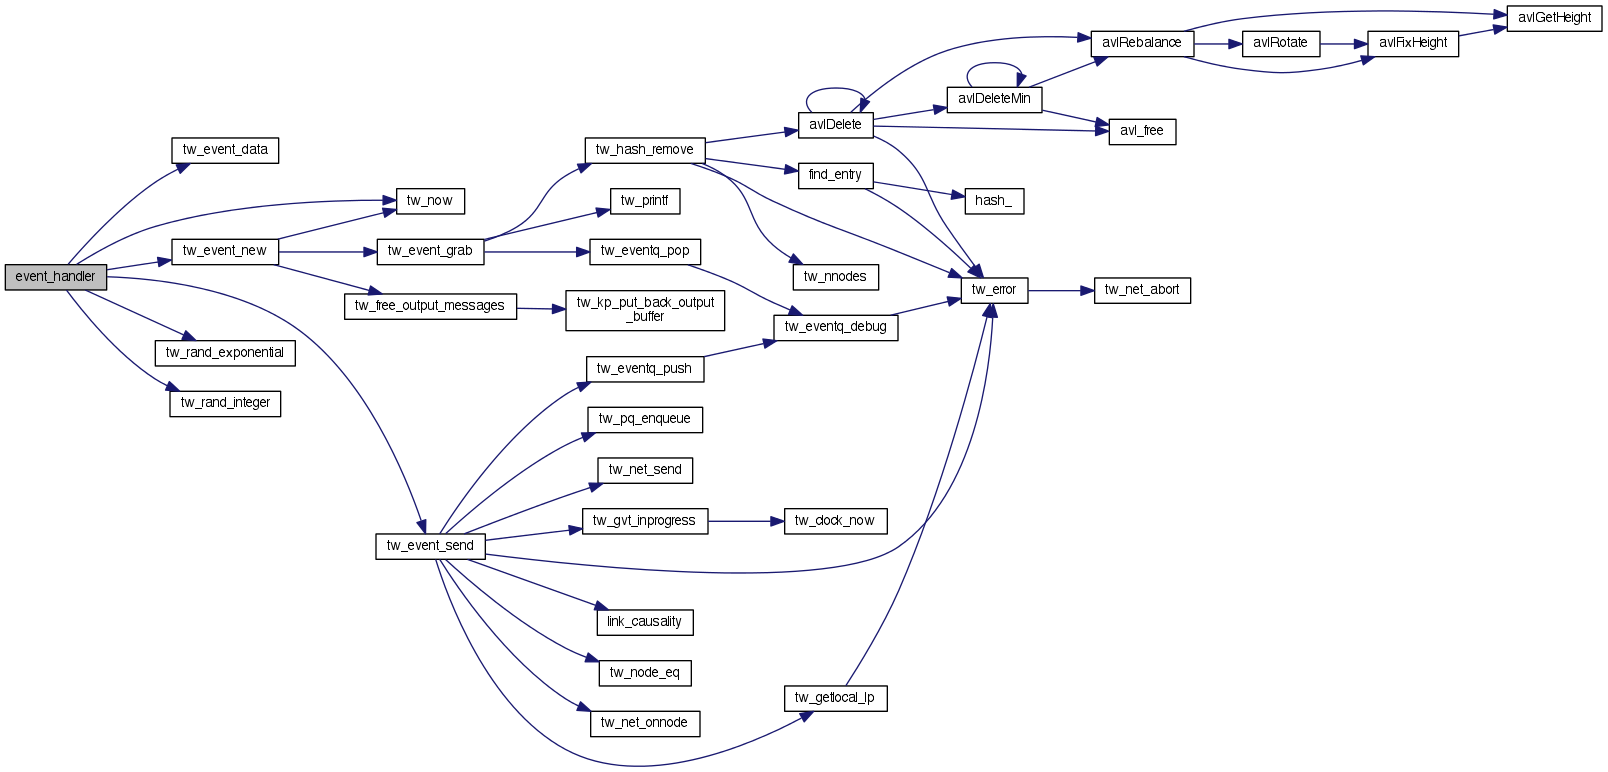 avlGetHeight
avlRebalance
avlRotate
avlFixHeight
avlDeleteMin
avlDelete
avl_free
tw_event_data
tw_hash_remove
find_entry
tw_now
tw_printf
hash_
tw_event_new
tw_event_grab
tw_eventq_pop
event_handler
tw_nnodes
tw_error
tw_net_abort
tw_free_output_messages
tw_kp_put_back_output
_buffer
tw_eventq_debug
tw_rand_exponential
tw_eventq_push
tw_rand_integer
tw_pq_enqueue
tw_net_send
tw_gvt_inprogress
tw_clock_now
tw_event_send
link_causality
tw_node_eq
tw_getlocal_lp
tw_net_onnode